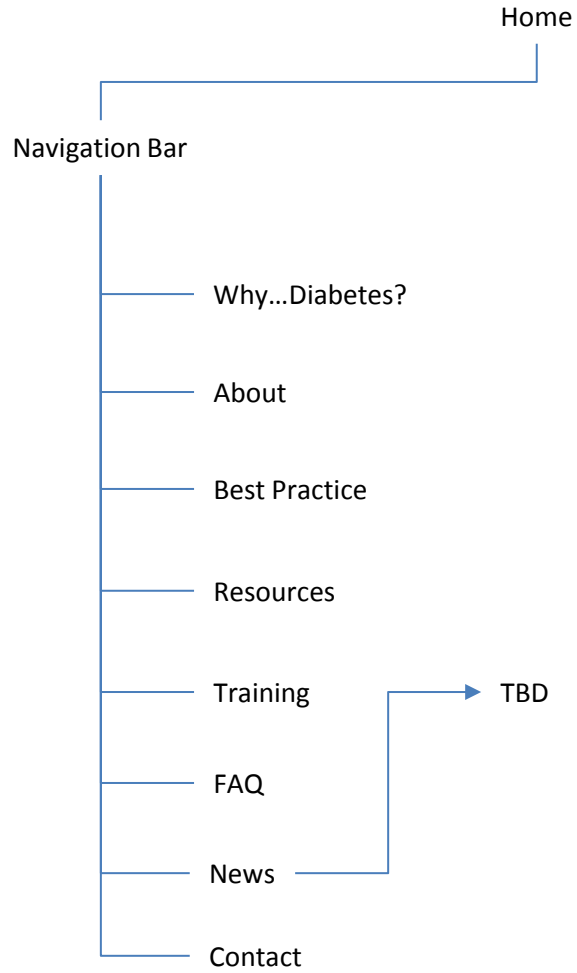 Home
Navigation Bar
Why...Diabetes?
About
Best Practice
Resources
Training
TBD
FAQ
News
Contact